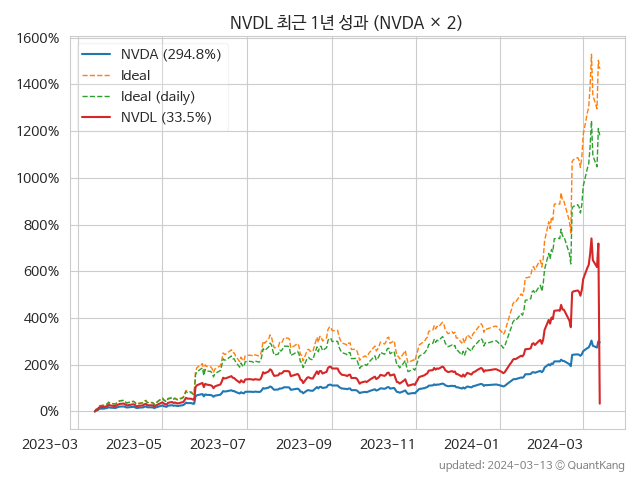 NVDL 최근 1년 성과 (NVDA × 2)
1600%
1400%
1200%
1000%
800%
600%
400%
200%
0%
NVDA (294.8%)
Ideal
Ideal (daily)
NVDL (33.5%)
2023-03 2023-05 2023-07 2023-09 2023-11 2024-01 2024-03
updated: 2024-03-13 ⓒ QuantKang